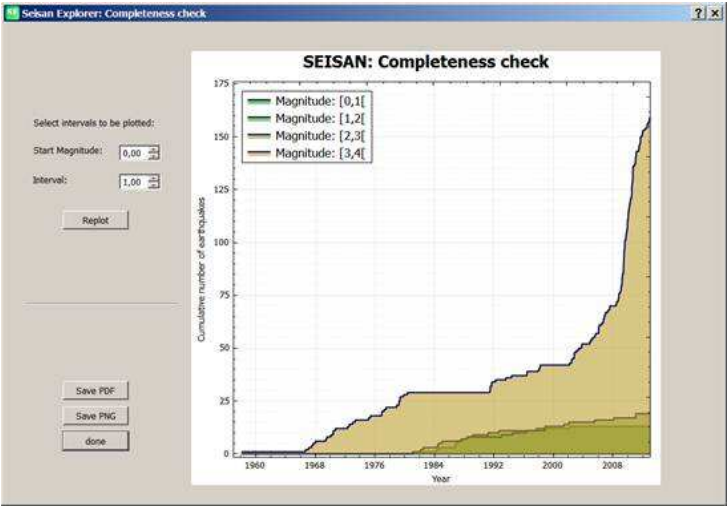 Seisan Explorer: Completeness check
SEISAN: Completeness check
Select intervals to be plotted:
Start Magnitude: 0,00
Interval: 1,00
Replot
Save PDF
Save PNG
done
Magnitude: [0,1[
Magnitude: [1,2[
Magnitude: [2,3[
Magnitude: [3,4[
Cumulative number of earthquakes
175
150
125
100
75
50
25
0
1960 1968 1976 1984 1992 2000 2008
Year